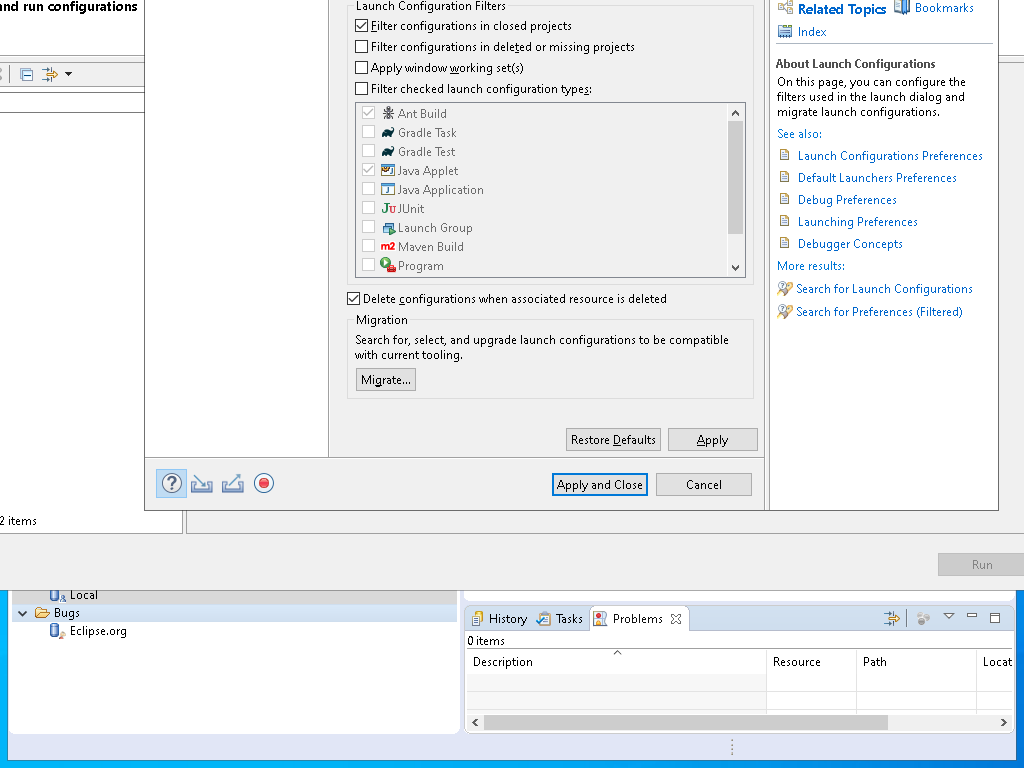 and run configurations
Launch Configuration Filters
Filter configurations in closed projects
Filter configurations in deleted or missing projects
Apply window working set(s)
Filter checked launch configuration types:
Ant Build
Gradle Task
Gradle Test
Java Applet
Java Application
Ju JUnit
Launch Group
m2 Maven Build
Program
Delete configurations when associated resource is deleted
Migration
Search for, select, and upgrade launch configurations to be compatible
with current tooling.
Migrate...
Restore Defaults
Apply
Apply and Close
Cancel
Related Topics
Bookmarks
Index
About Launch Configurations
On this page, you can configure the
filters used in the launch dialog and
migrate launch configurations.
See also:
Launch Configurations Preferences
Default Launchers Preferences
Debug Preferences
Launching Preferences
Debugger Concepts
More results:
Search for Launch Configurations
Search for Preferences (Filtered)
2 items
Run
Local
Bugs
Eclipse.org
History
Tasks
Problems
0 items
Description
Resource
Path
Locat